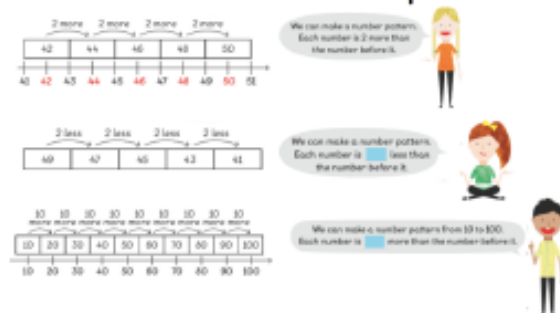 2 more 2 more 2 more 2 more
42 44 46 48 50
41 42 43 44 45 46 47 48 49 50 51
We can make a number pattern.
Each number is 2 more than
the number before it.
2 less 2 less 2 less 2 less
49 47 45 43 41
We can make a number pattern.
Each number is less than
the number before it.
10 10 10 10 10 10 10 10 10
more more more more more more more more more
10 20 30 40 50 60 70 80 90 100
10 20 30 40 50 60 70 80 90 100
We can make a number pattern from 10 to 100.
Each number is more than the number before it.